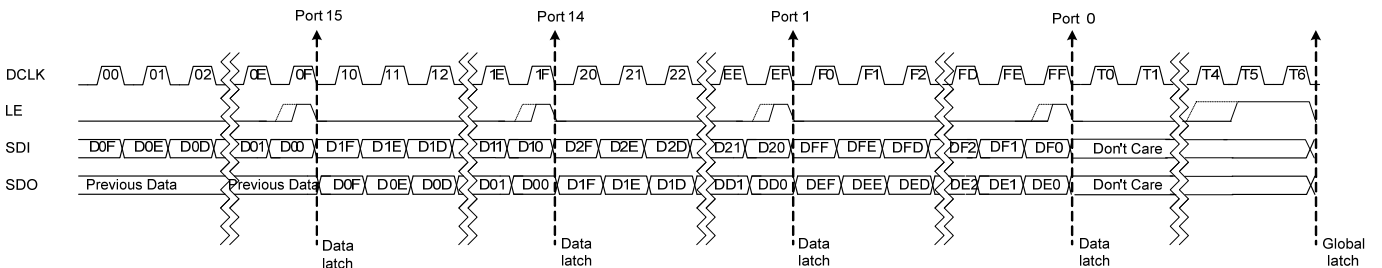 Port 15 Port 14 Port 1 Port 0
DCLK 00 01 02 0E 0F 10 11 12 1E 1F 20 21 22 EE EF F0 F1 F2 FD FE FF T0 T1 T4 T5 T6
LE
SDI D0F D0E D0D D01 D00 D1F D1E D1D D11 D10 D2F D2E D2D D21 D20 DFF DFE DFD DF2 DF1 DF0 Don't Care
SDO Previous Data Previous Data D0F D0E D0D D01 D00 D1F D1E D1D DD1 DD0 DEF DEE DED DE2 DE1 DE0 Don't Care
Data Data Data Data Global
latch latch latch latch latch